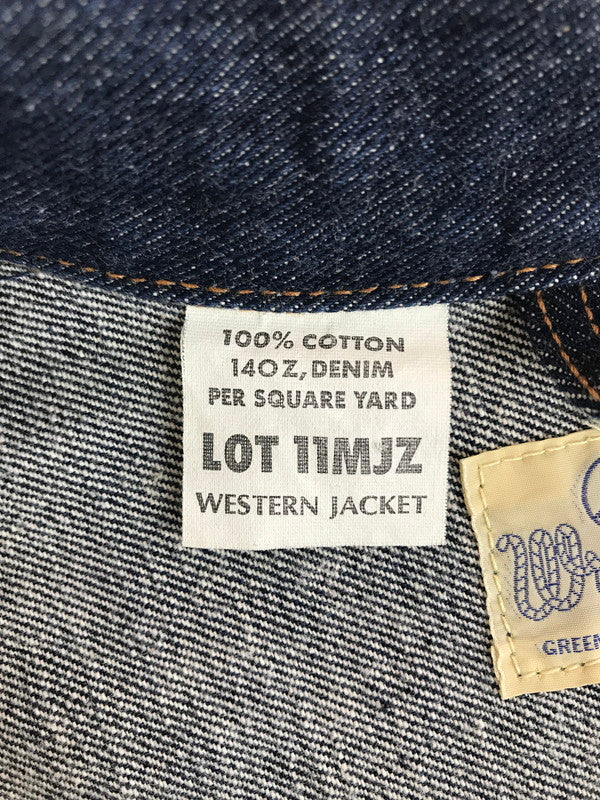 100% COTTON
14OZ, DENIM
PER SQUARE YARD
LOT 11MJZ
WESTERN JACKET
GREEN